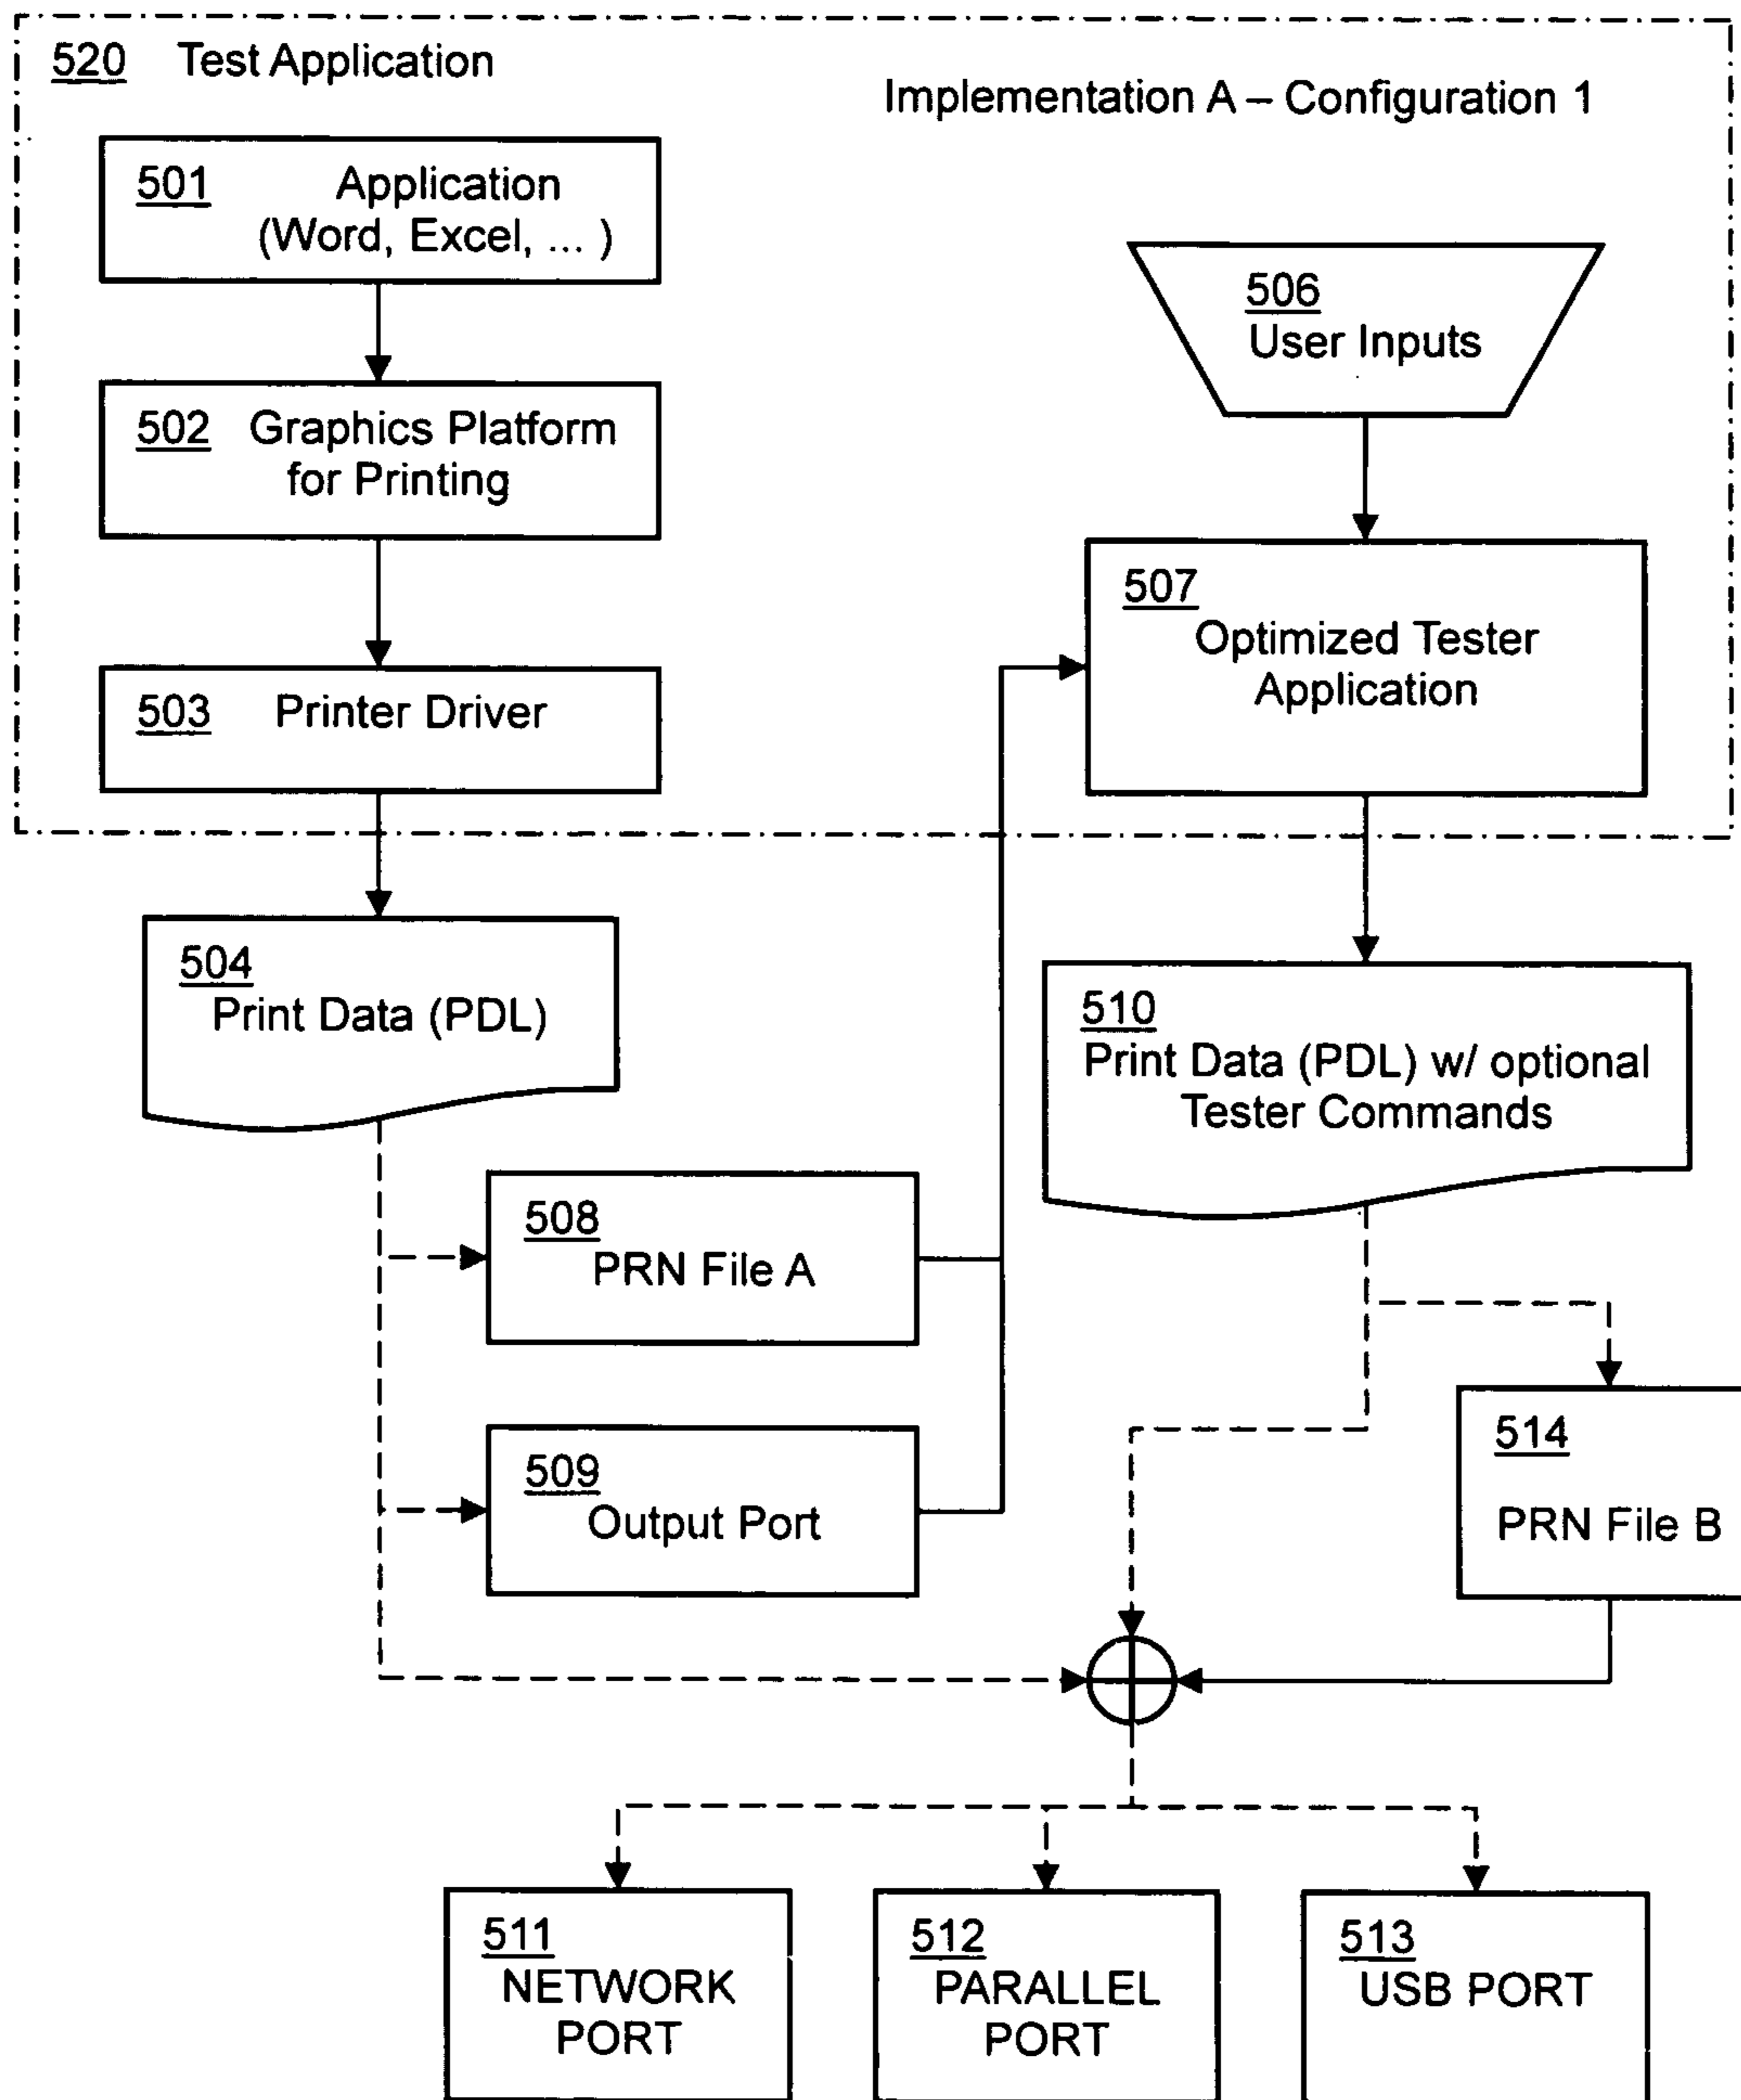 520 Test Application
Implementation A – Configuration 1
501 Application
(Word, Excel, ... )
506
User Inputs
502 Graphics Platform
for Printing
507
Optimized Tester
Application
503 Printer Driver
504
Print Data (PDL)
510
Print Data (PDL) w/ optional
Tester Commands
508
PRN File A
514
PRN File B
509
Output Port
511
NETWORK
PORT
512
PARALLEL
PORT
513
USB PORT